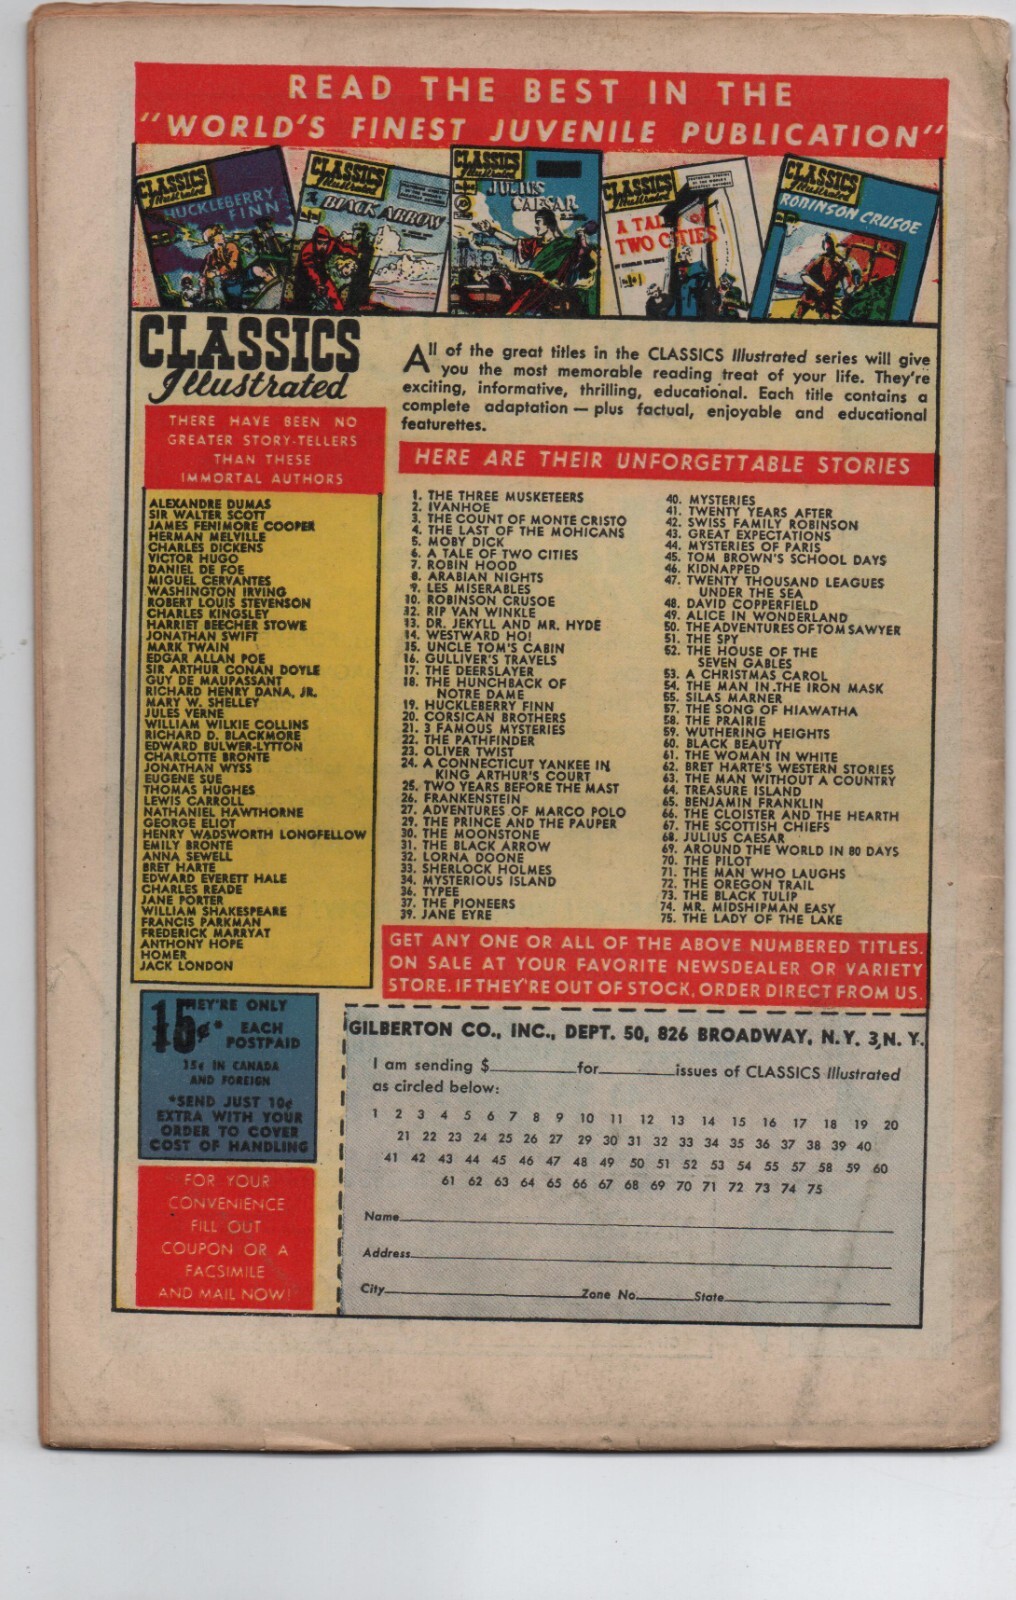 READ THE BEST IN THE
"WORLD'S FINEST JUVENILE PUBLICATION"
CLASSICS Illustrated
HUCKLEBERRY FINN
CLASSICS Illustrated
The BLACK ARROW
CLASSICS Illustrated
JULIUS CAESAR
CLASSICS Illustrated
A TALE of TWO CITIES
CLASSICS Illustrated
ROBINSON CRUSOE
CLASSICS
Illustrated
All of the great titles in the CLASSICS Illustrated series will give
you the most memorable reading treat of your life. They're
exciting, informative, thrilling, educational. Each title contains a
complete adaptation — plus factual, enjoyable and educational
featurettes.
THERE HAVE BEEN NO
GREATER STORY-TELLERS
THAN THESE
IMMORTAL AUTHORS
ALEXANDRE DUMAS
SIR WALTER SCOTT
JAMES FENIMORE COOPER
HERMAN MELVILLE
CHARLES DICKENS
VICTOR HUGO
DANIEL DE FOE
MIGUEL CERVANTES
WASHINGTON IRVING
ROBERT LOUIS STEVENSON
CHARLES KINGSLEY
HARRIET BEECHER STOWE
JONATHAN SWIFT
MARK TWAIN
EDGAR ALLAN POE
SIR ARTHUR CONAN DOYLE
GUY DE MAUPASSANT
RICHARD HENRY DANA, JR.
MARY W. SHELLEY
JULES VERNE
WILLIAM WILKIE COLLINS
RICHARD D. BLACKMORE
EDWARD BULWER-LYTTON
CHARLOTTE BRONTE
JONATHAN WYSS
EUGENE SUE
THOMAS HUGHES
LEWIS CARROLL
NATHANIEL HAWTHORNE
GEORGE ELIOT
HENRY WADSWORTH LONGFELLOW
EMILY BRONTE
ANNA SEWELL
BRET HARTE
EDWARD EVERETT HALE
CHARLES READE
JANE PORTER
WILLIAM SHAKESPEARE
FRANCIS PARKMAN
FREDERICK MARRYAT
ANTHONY HOPE
HOMER
JACK LONDON
HERE ARE THEIR UNFORGETTABLE STORIES
1. THE THREE MUSKETEERS
2. IVANHOE
3. THE COUNT OF MONTE CRISTO
4. THE LAST OF THE MOHICANS
5. MOBY DICK
6. A TALE OF TWO CITIES
7. ROBIN HOOD
8. ARABIAN NIGHTS
9. LES MISERABLES
10. ROBINSON CRUSOE
12. RIP VAN WINKLE
13. DR. JEKYLL AND MR. HYDE
14. WESTWARD HO!
15. UNCLE TOM'S CABIN
16. GULLIVER'S TRAVELS
17. THE DEERSLAYER
18. THE HUNCHBACK OF
NOTRE DAME
19. HUCKLEBERRY FINN
20. CORSICAN BROTHERS
21. 3 FAMOUS MYSTERIES
22. THE PATHFINDER
23. OLIVER TWIST
24. A CONNECTICUT YANKEE IN
KING ARTHUR'S COURT
25. TWO YEARS BEFORE THE MAST
26. FRANKENSTEIN
27. ADVENTURES OF MARCO POLO
29. THE PRINCE AND THE PAUPER
30. THE MOONSTONE
31. THE BLACK ARROW
32. LORNA DOONE
33. SHERLOCK HOLMES
34. MYSTERIOUS ISLAND
36. TYPEE
37. THE PIONEERS
39. JANE EYRE
40. MYSTERIES
41. TWENTY YEARS AFTER
42. SWISS FAMILY ROBINSON
43. GREAT EXPECTATIONS
44. MYSTERIES OF PARIS
45. TOM BROWN'S SCHOOL DAYS
46. KIDNAPPED
47. TWENTY THOUSAND LEAGUES
UNDER THE SEA
48. DAVID COPPERFIELD
49. ALICE IN WONDERLAND
50. THE ADVENTURES OF TOM SAWYER
51. THE SPY
52. THE HOUSE OF THE
SEVEN GABLES
53. A CHRISTMAS CAROL
54. THE MAN IN THE IRON MASK
55. SILAS MARNER
57. THE SONG OF HIAWATHA
58. THE PRAIRIE
59. WUTHERING HEIGHTS
60. BLACK BEAUTY
61. THE WOMAN IN WHITE
62. BRET HARTE'S WESTERN STORIES
63. THE MAN WITHOUT A COUNTRY
64. TREASURE ISLAND
65. BENJAMIN FRANKLIN
66. THE CLOISTER AND THE HEARTH
67. THE SCOTTISH CHIEFS
68. JULIUS CAESAR
69. AROUND THE WORLD IN 80 DAYS
70. THE PILOT
71. THE MAN WHO LAUGHS
72. THE OREGON TRAIL
73. THE BLACK TULIP
74. MR. MIDSHIPMAN EASY
75. THE LADY OF THE LAKE
GET ANY ONE OR ALL OF THE ABOVE NUMBERED TITLES.
ON SALE AT YOUR FAVORITE NEWSDEALER OR VARIETY
STORE. IF THEY'RE OUT OF STOCK, ORDER DIRECT FROM US.
THEY'RE ONLY
15¢* EACH
POSTPAID
35¢ IN CANADA
AND FOREIGN
*SEND JUST 10¢
EXTRA WITH YOUR
ORDER TO COVER
COST OF HANDLING
FOR YOUR
CONVENIENCE
FILL OUT
COUPON OR A
FACSIMILE
AND MAIL NOW!
GILBERTON CO., INC., DEPT. 50, 826 BROADWAY, N.Y. 3, N.Y.
I am sending $ for issues of CLASSICS Illustrated
as circled below:
1 2 3 4 5 6 7 8 9 10 11 12 13 14 15 16 17 18 19 20
21 22 23 24 25 26 27 29 30 31 32 33 34 35 36 37 38 39 40
41 42 43 44 45 46 47 48 49 50 51 52 53 54 55 57 58 59 60
61 62 63 64 65 66 67 68 69 70 71 72 73 74 75
Name
Address
City Zone No. State